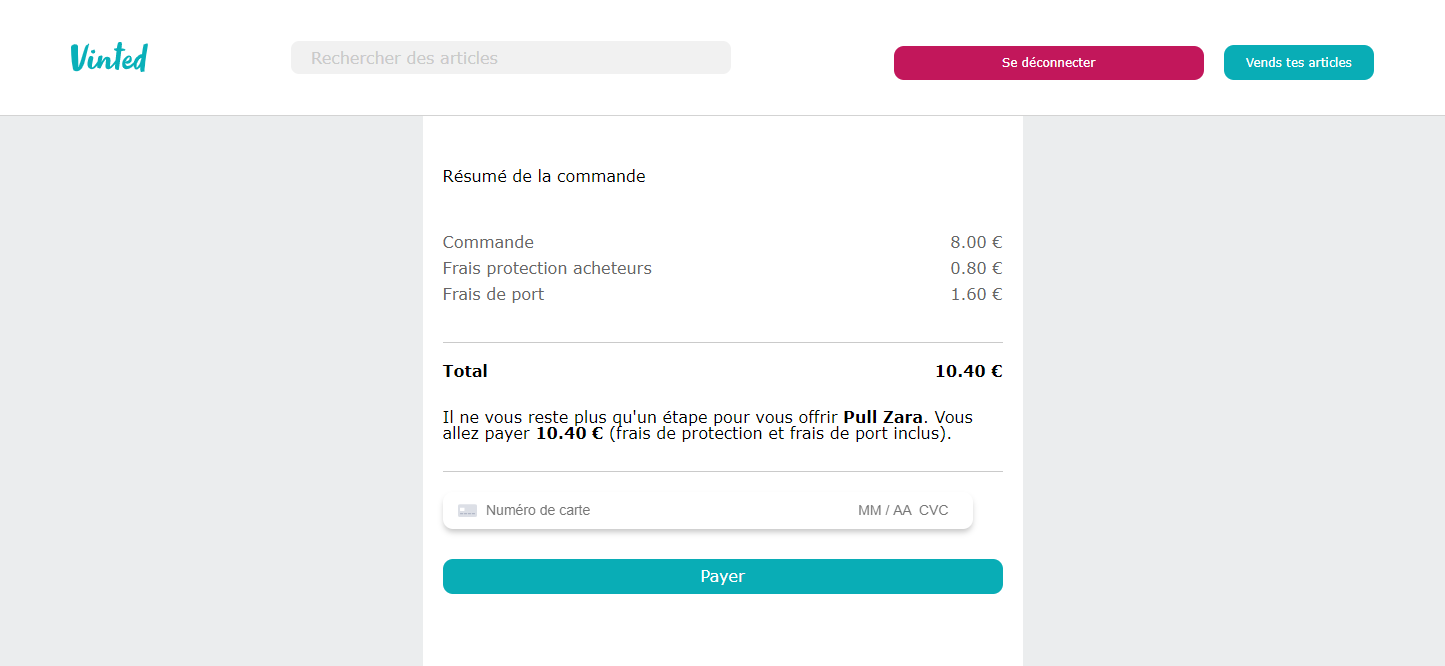 Vinted
Rechercher des articles
Se déconnecter
Vends tes articles
Résumé de la commande
Commande 8.00 €
Frais protection acheteurs 0.80 €
Frais de port 1.60 €
Total 10.40 €
Il ne vous reste plus qu'un étape pour vous offrir Pull Zara. Vous
allez payer 10.40 € (frais de protection et frais de port inclus).
Numéro de carte MM / AA CVC
Payer